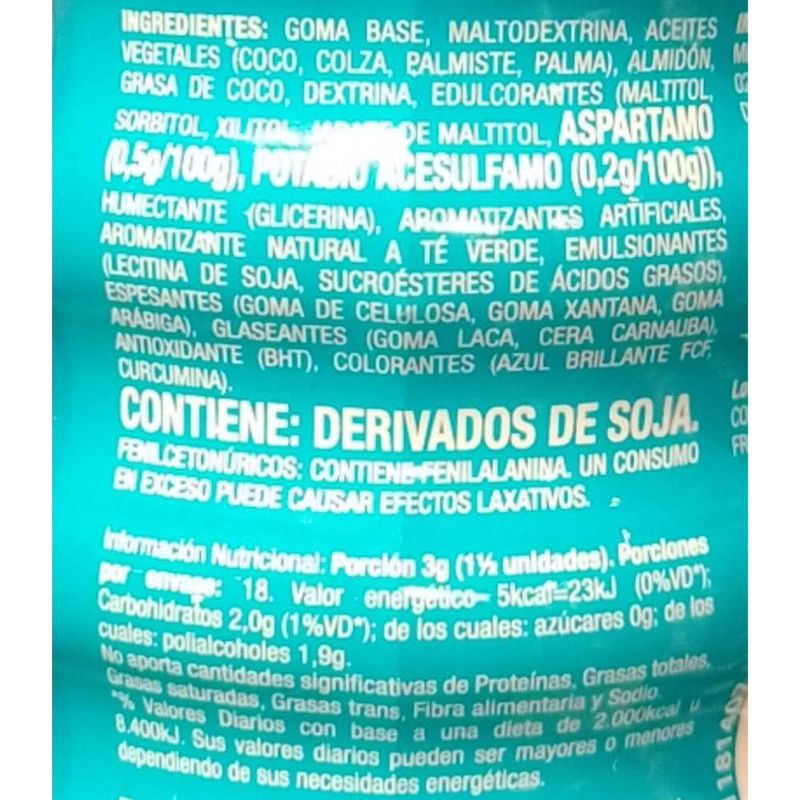 INGREDIENTES: GOMA BASE, MALTODEXTRINA, ACEITES
VEGETALES (COCO, COLZA, PALMISTE, PALMA), ALMIDÓN,
GRASA DE COCO, DEXTRINA, EDULCORANTES (MALTITOL,
SORBITOL, XILITOL, DE MALTITOL, ASPARTAMO
(0,5g/100g), POTASIO ACESULFAMO (0,2g/100g)),
HUMECTANTE (GLICERINA), AROMATIZANTES ARTIFICIALES,
AROMATIZANTE NATURAL A TÉ VERDE, EMULSIONANTES
(LECITINA DE SOJA, SUCROÉSTERES DE ÁCIDOS GRASOS),
ESPESANTES (GOMA DE CELULOSA, GOMA XANTANA, GOMA
ARÁBIGA), GLASEANTES (GOMA LACA, CERA CARNAUBA),
ANTIOXIDANTE (BHT), COLORANTES (AZUL BRILLANTE FCF,
CURCUMINA).
CONTIENE: DERIVADOS DE SOJA.
FENILCETONÚRICOS: CONTIENE FENILALANINA. UN CONSUMO
EN EXCESO PUEDE CAUSAR EFECTOS LAXATIVOS.
Información Nutricional: Porción 3g (1½ unidades). Porciones
por envase: 18. Valor energético 5kcal=23kJ (0%VD*);
Carbohidratos 2,0g (1%VD*); de los cuales: azúcares 0g; de los
cuales: polialcoholes 1,9g.
No aporta cantidades significativas de Proteínas, Grasas totales,
Grasas saturadas, Grasas trans, Fibra alimentaria y Sodio.
*% Valores Diarios con base a una dieta de 2.000kcal u
8.400kJ. Sus valores diarios pueden ser mayores o menores
dependiendo de sus necesidades energéticas.